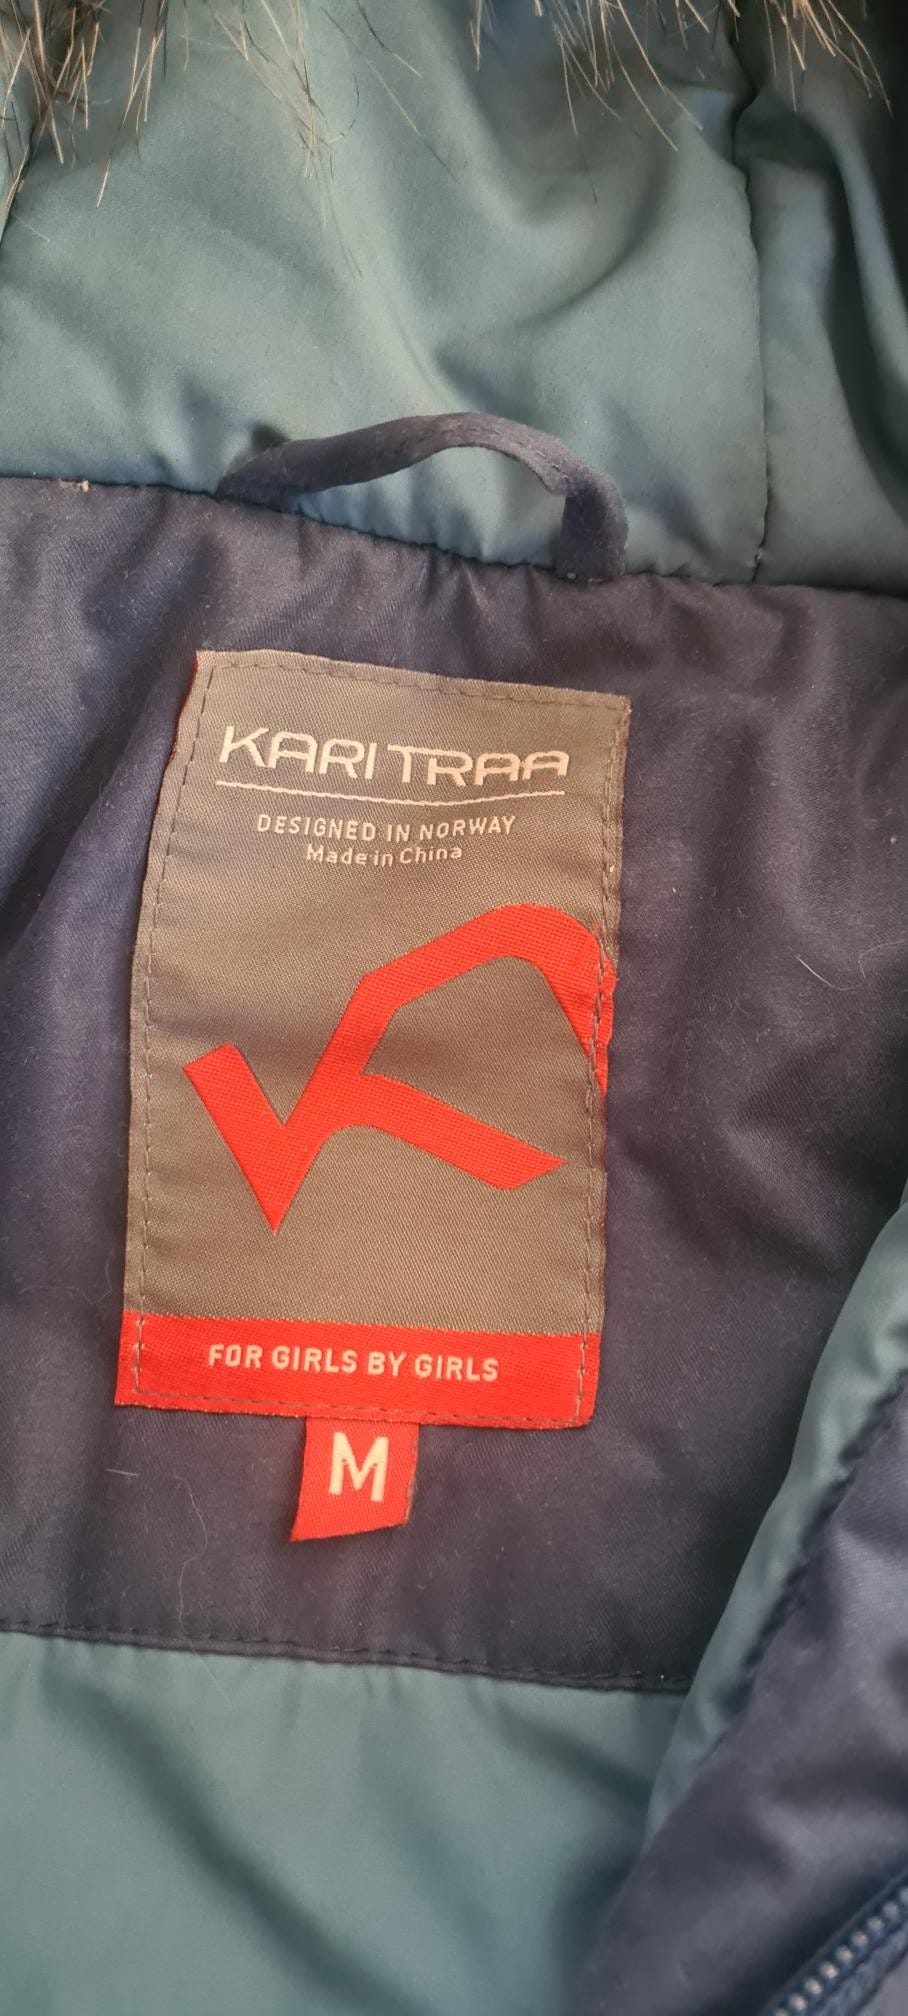 KARI TRAA
DESIGNED IN NORWAY
Made in China
FOR GIRLS BY GIRLS
M